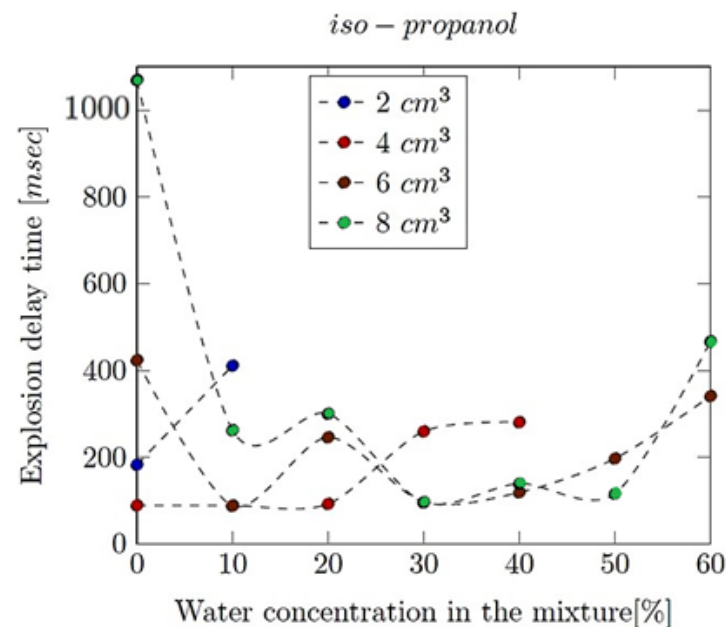 iso − propanol
Explosion delay time [msec]
1000
800
600
400
200
0
2 cm³
4 cm³
6 cm³
8 cm³
0 10 20 30 40 50 60
Water concentration in the mixture[%]